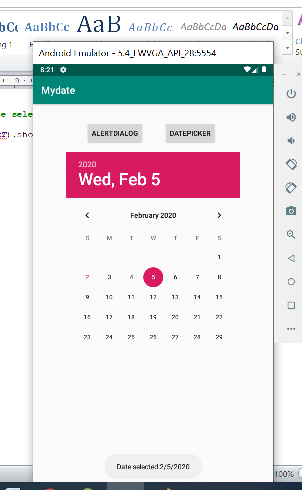 AaBbCc AaB AaBbCc AaBbCcDc AaBbCcDc
Android Emulator - 5.4_FWVGA_API_28:5554
8:21
Mydate
ALERTDIALOG DATEPICKER
2020
Wed, Feb 5
February 2020
S M T W T F S
1
2 3 4 5 6 7 8
9 10 11 12 13 14 15
16 17 18 19 20 21 22
23 24 25 26 27 28 29
Date selected 2/5/2020
100%